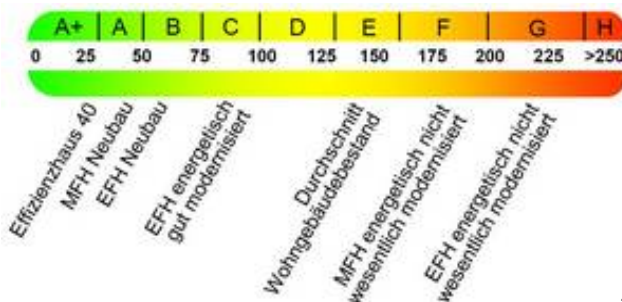 A+ A B C D E F G H
0 25 50 75 100 125 150 175 200 225 >250
Effizienzhaus 40
MFH Neubau
EFH Neubau
EFH energetisch
gut modernisiert
Durchschnitt
Wohngebäudebestand
MFH energetisch nicht
wesentlich modernisiert
EFH energetisch nicht
wesentlich modernisiert